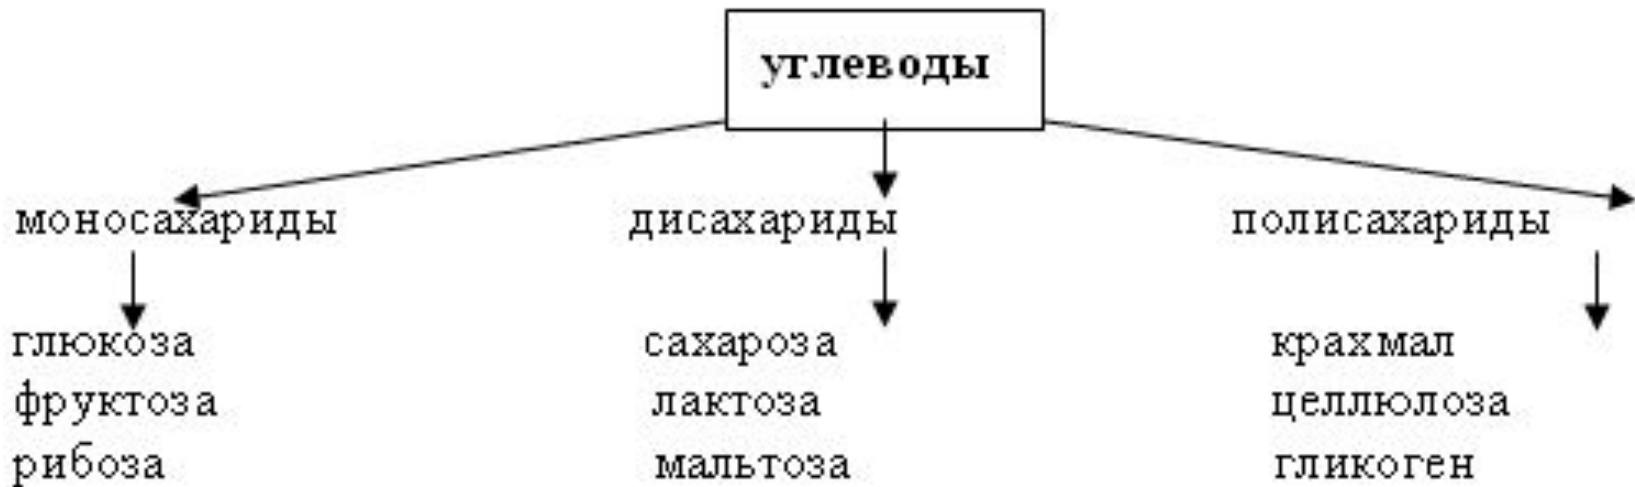 углеводы
моносахариды дисахариды полисахариды
глюкоза сахароза крахмал
фруктоза лактоза целлюлоза
рибоза мальтоза гликоген